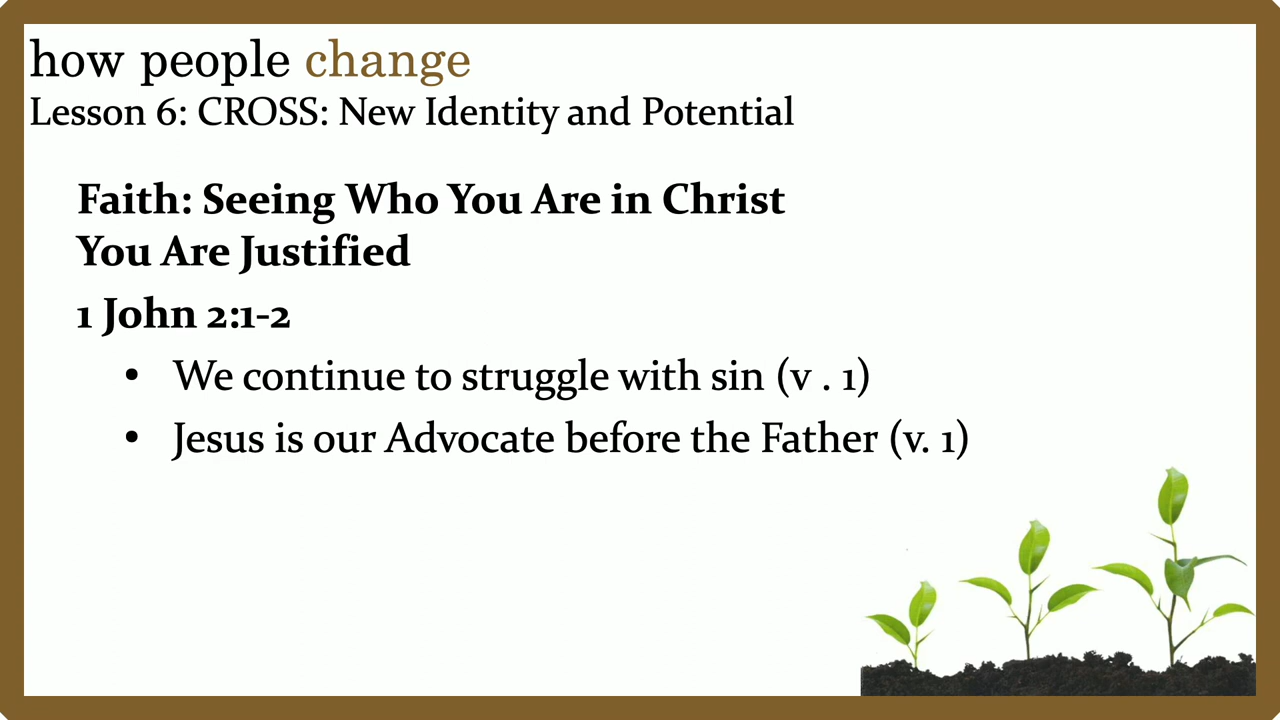 how people change
Lesson 6: CROSS: New Identity and Potential
Faith: Seeing Who You Are in Christ
You Are Justified
1 John 2:1-2
• We continue to struggle with sin (v . 1)
• Jesus is our Advocate before the Father (v. 1)